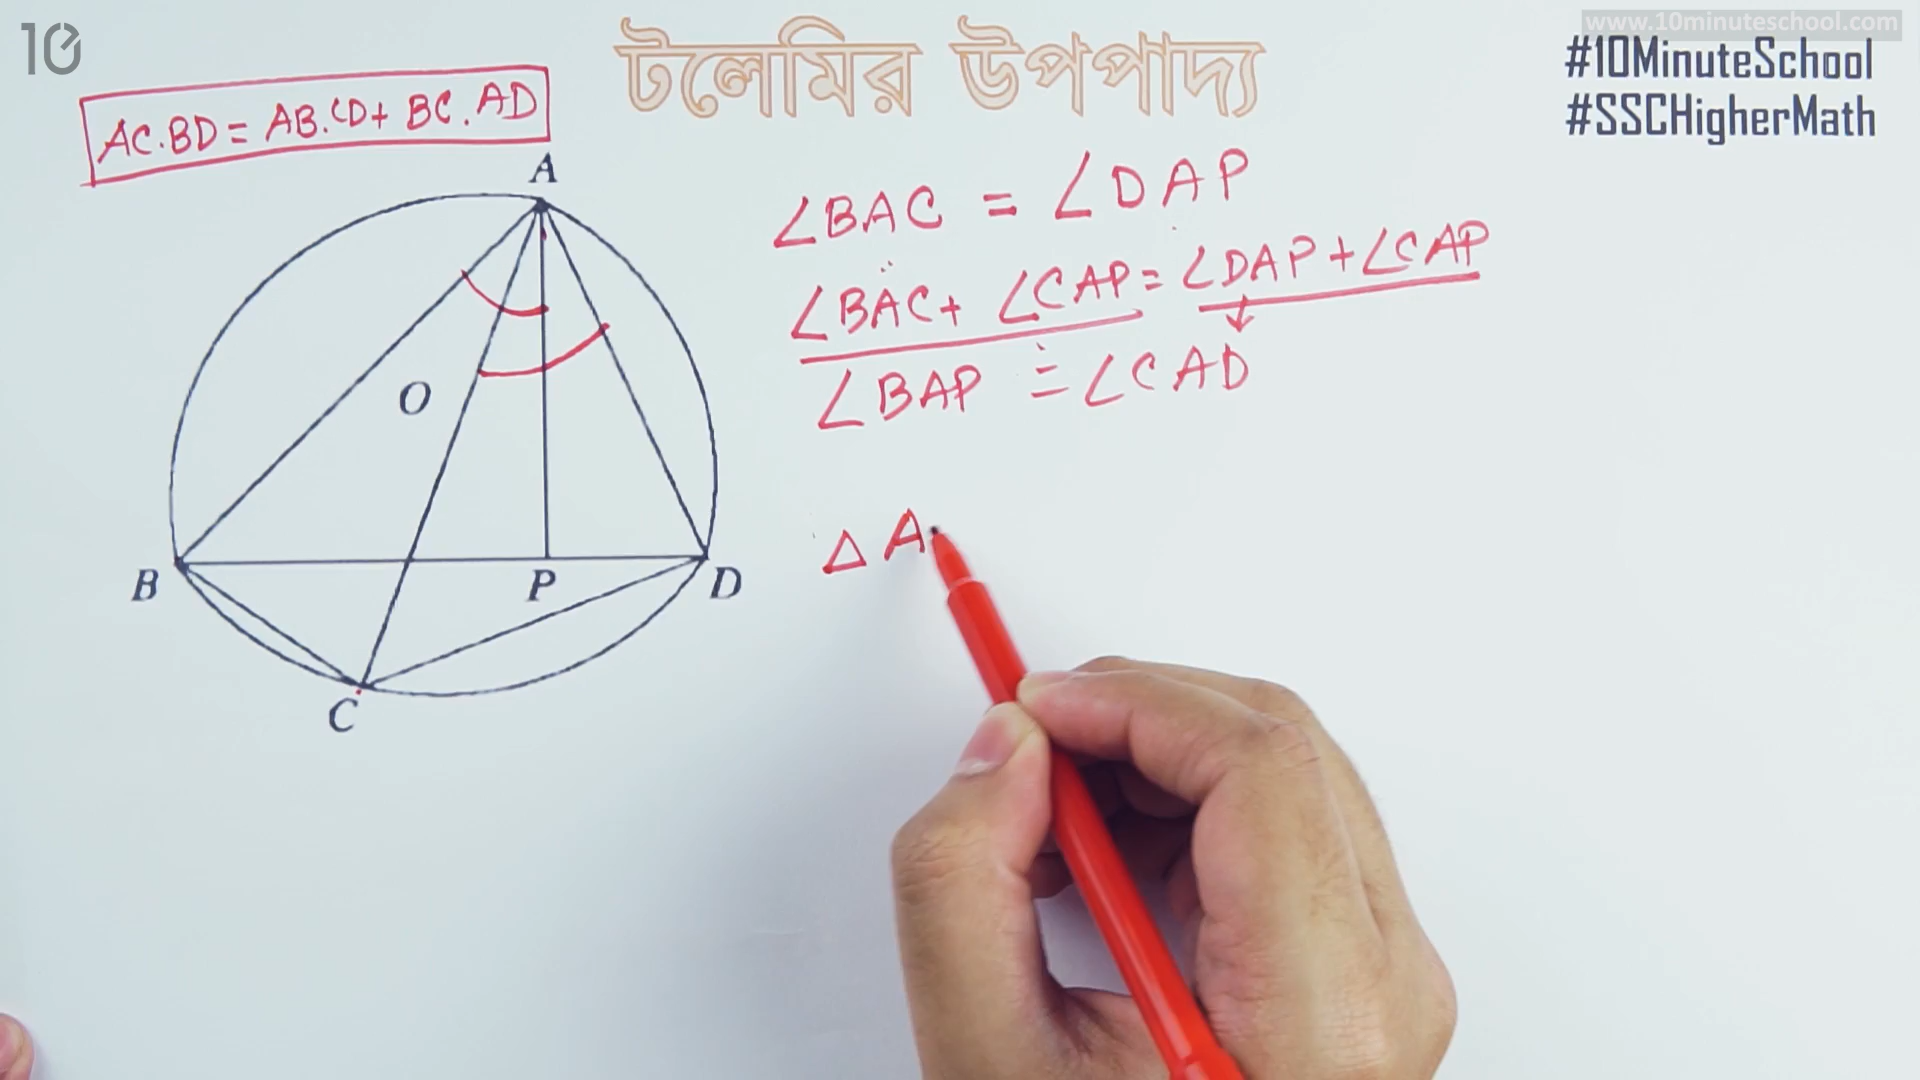 10
টলেমির উপপাদ্য
www.10minuteschool.com
#10MinuteSchool
#SSCHigherMath
AC.BD = AB.CD + BC.AD
∠BAC = ∠DAP
∠BAC + ∠CAP = ∠DAP + ∠CAP
∠BAP = ∠CAD
Δ A
A
O
B
P
D
C